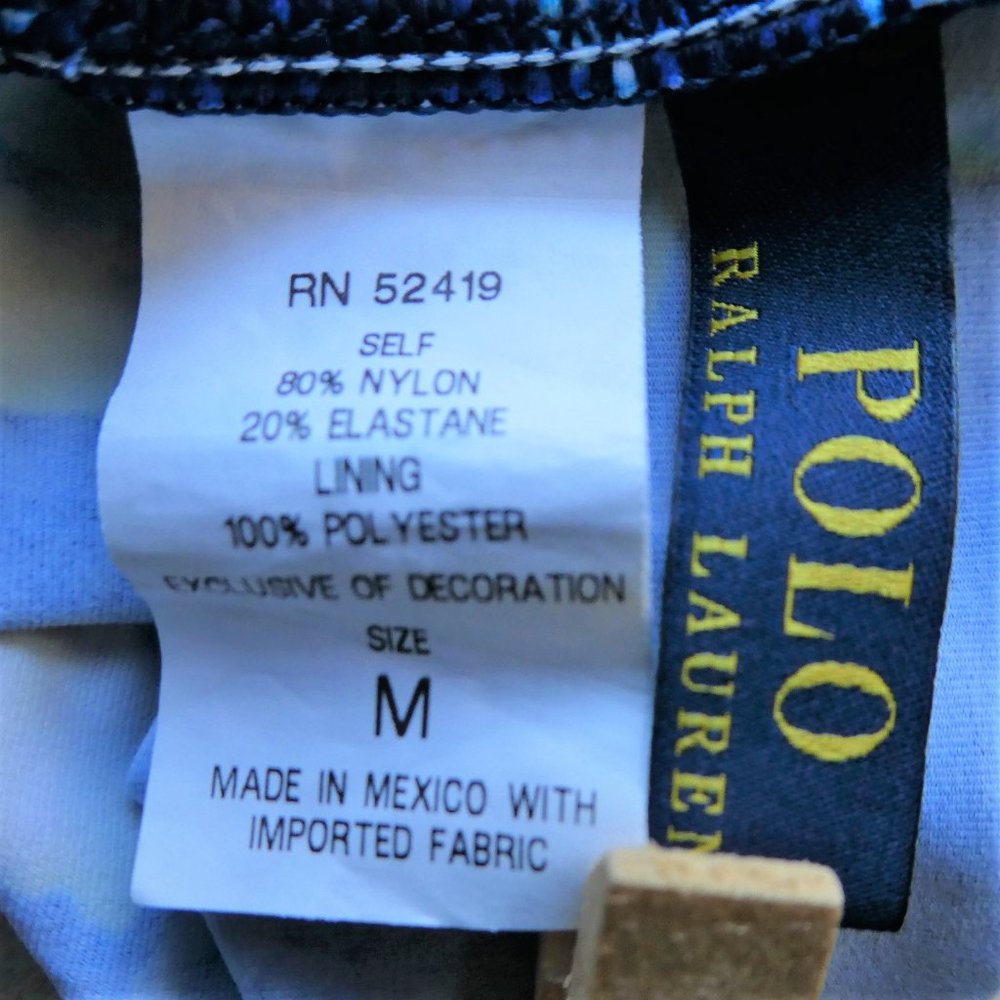 RN 52419
SELF
80% NYLON
20% ELASTANE
LINING
100% POLYESTER
EXCLUSIVE OF DECORATION
SIZE
M
MADE IN MEXICO WITH
IMPORTED FABRIC
POLO
RALPH LAUREN